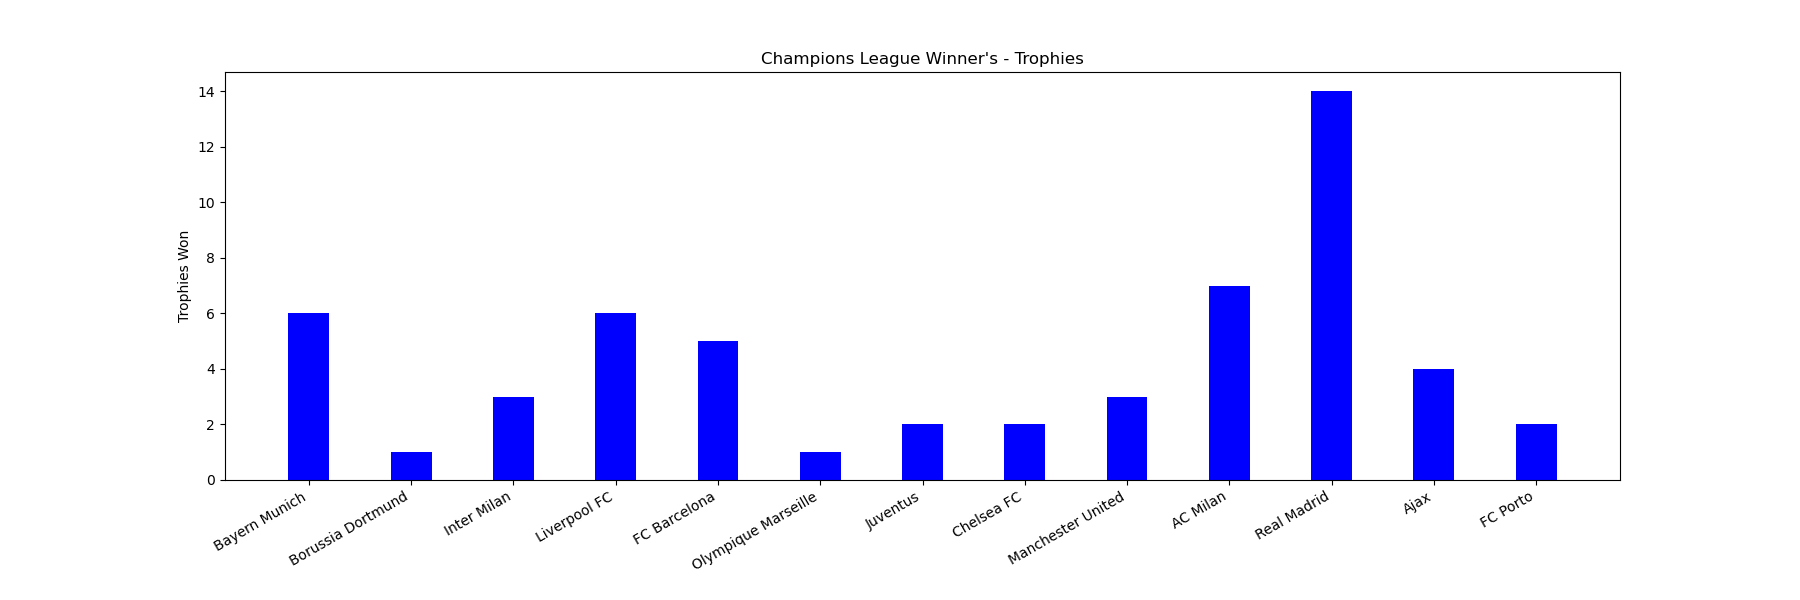 Champions League Winner's - Trophies
Trophies Won
14
12
10
8
6
4
2
0
Bayern Munich
Borussia Dortmund
Inter Milan
Liverpool FC
FC Barcelona
Olympique Marseille
Juventus
Chelsea FC
Manchester United
AC Milan
Real Madrid
Ajax
FC Porto